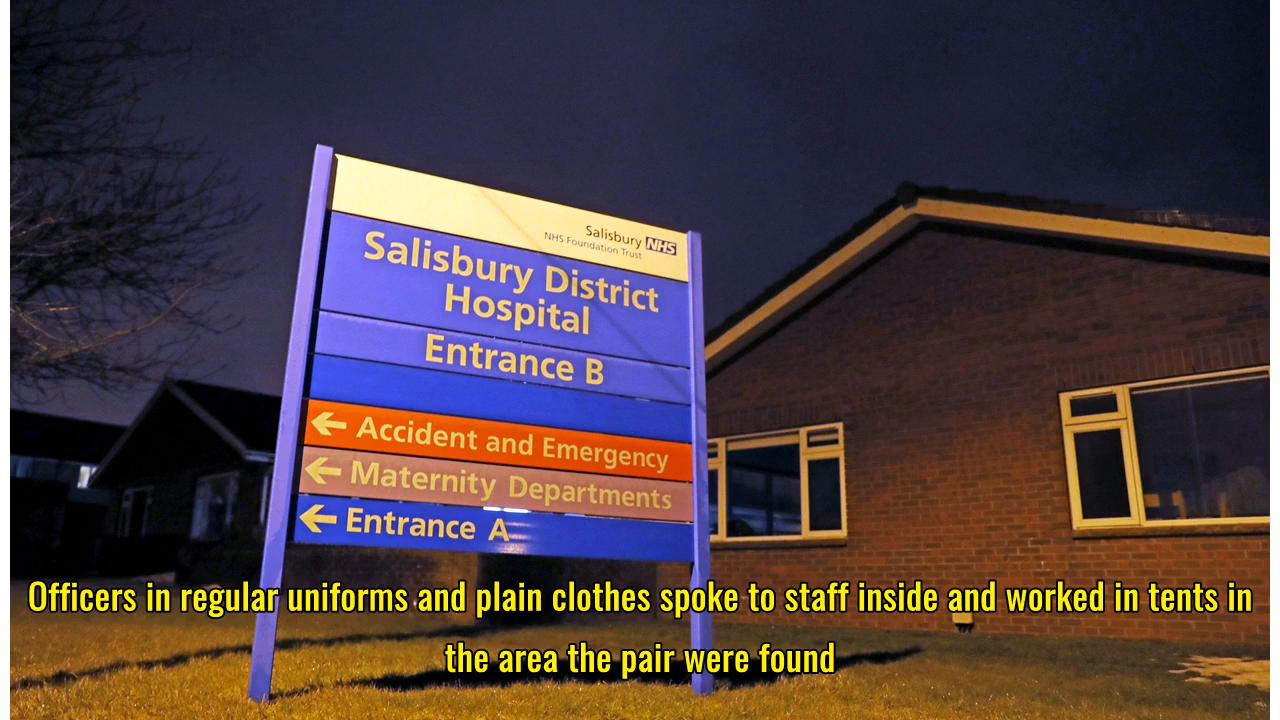 Salisbury NHS
NHS Foundation Trust
Salisbury District
Hospital
Entrance B
Accident and Emergency
Maternity Departments
Entrance A
Officers in regular uniforms and plain clothes spoke to staff inside and worked in tents in
the area the pair were found